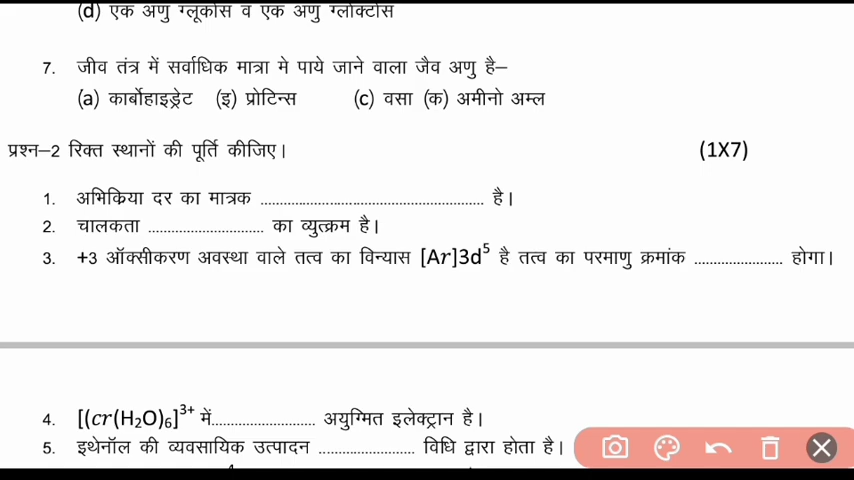 (d) एक अणु ग्लूकोस व एक अणु ग्लोक्टोस
7. जीव तंत्र में सर्वाधिक मात्रा मे पाये जाने वाला जैव अणु है–
(a) कार्बोहाइड्रेट (इ) प्रोटिन्स (c) वसा (क) अमीनो अम्ल
प्रश्न–2 रिक्त स्थानों की पूर्ति कीजिए। (1X7)
1. अभिकिया दर का मात्रक ........................................................ है।
2. चालकता ............................. का व्युत्क्रम है।
3. +3 ऑक्सीकरण अवस्था वाले तत्व का विन्यास [Ar]3d⁵ है तत्व का परमाणु क्रमांक ...................... होगा।
4. [(cr(H₂O)₆]³⁺ में.......................... अयुग्मित इलेक्ट्रान है।
5. इथेनॉल की व्यवसायिक उत्पादन ........................ विधि द्वारा होता है।